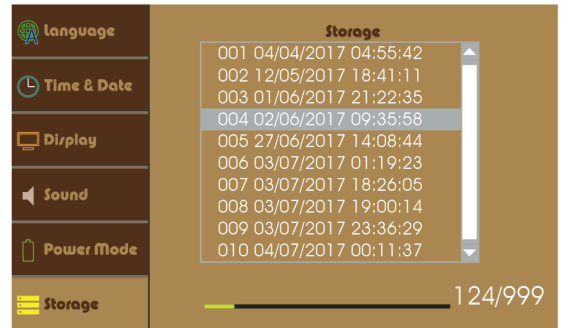 Language
Time & Date
Display
Sound
Power Mode
Storage
Storage
001 04/04/2017 04:55:42
002 12/05/2017 18:41:11
003 01/06/2017 21:22:35
004 02/06/2017 09:35:58
005 27/06/2017 14:08:44
006 03/07/2017 01:19:23
007 03/07/2017 18:26:05
008 03/07/2017 19:00:14
009 03/07/2017 23:36:29
010 04/07/2017 00:11:37
124/999